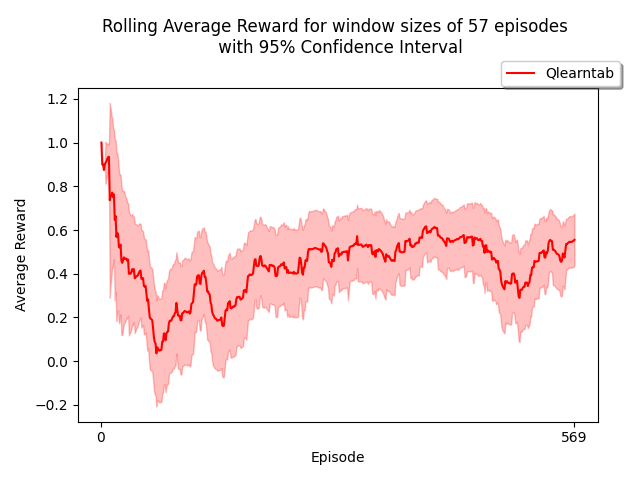 Rolling Average Reward for window sizes of 57 episodes
with 95% Confidence Interval
Qlearntab
1.2
1.0
0.8
0.6
0.4
0.2
0.0
−0.2
Average Reward
0
569
Episode